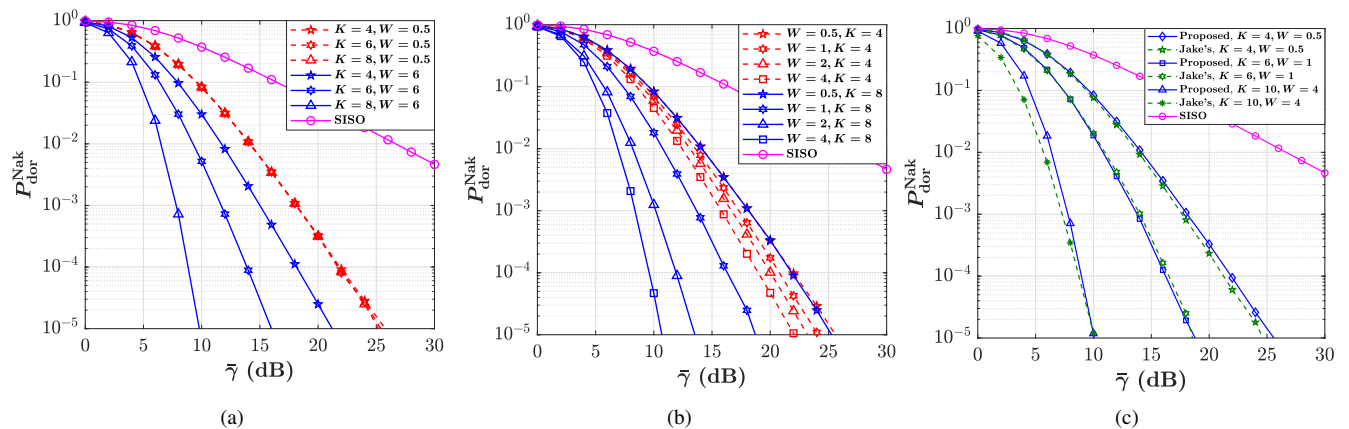 10^0
10^-1
10^-2
10^-3
10^-4
10^-5
P_dor^Nak
0 5 10 15 20 25 30
γ̄ (dB)
K = 4, W = 0.5
K = 6, W = 0.5
K = 8, W = 0.5
K = 4, W = 6
K = 6, W = 6
K = 8, W = 6
SISO
(a)
10^0
10^-1
10^-2
10^-3
10^-4
10^-5
P_dor^Nak
0 5 10 15 20 25 30
γ̄ (dB)
W = 0.5, K = 4
W = 1, K = 4
W = 2, K = 4
W = 4, K = 4
W = 0.5, K = 8
W = 1, K = 8
W = 2, K = 8
W = 4, K = 8
SISO
(b)
10^0
10^-1
10^-2
10^-3
10^-4
10^-5
P_dor^Nak
0 5 10 15 20 25 30
γ̄ (dB)
Proposed, K = 4, W = 0.5
Jake's, K = 4, W = 0.5
Proposed, K = 6, W = 1
Jake's, K = 6, W = 1
Proposed, K = 10, W = 4
Jake's, K = 10, W = 4
SISO
(c)